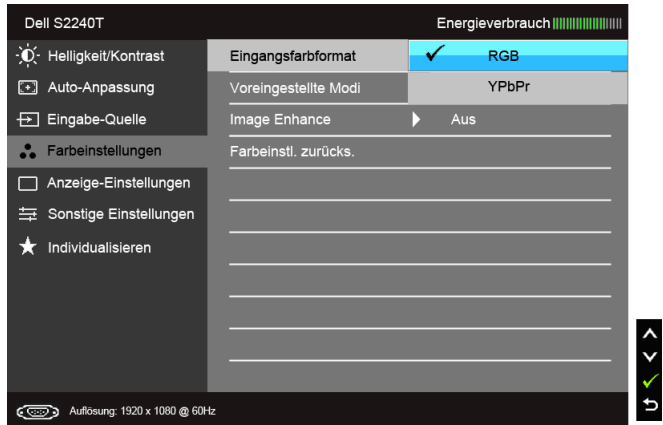 Dell S2240T
Energieverbrauch
Helligkeit/Kontrast
Auto-Anpassung
Eingabe-Quelle
Farbeinstellungen
Anzeige-Einstellungen
Sonstige Einstellungen
Individualisieren
Eingangsfarbformat
RGB
Voreingestellte Modi
YPbPr
Image Enhance
Aus
Farbeinstl. zurücks.
Auflösung: 1920 x 1080 @ 60Hz